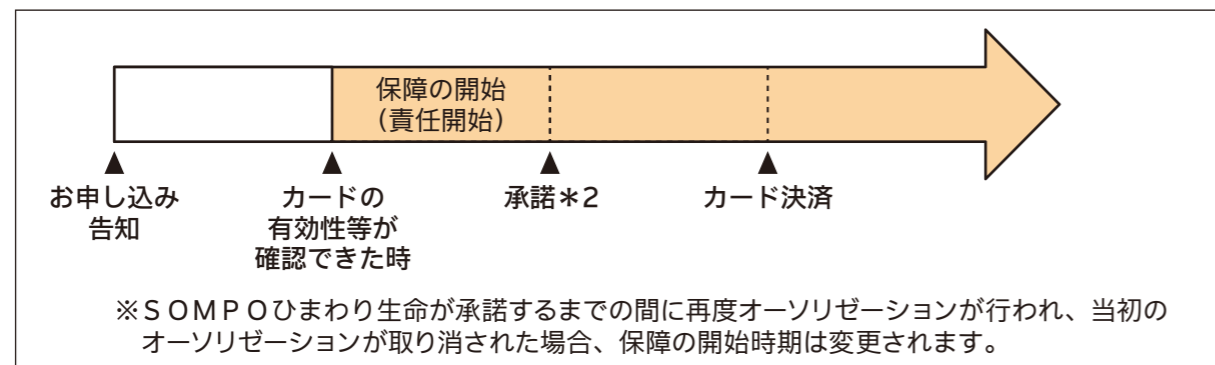 保障の開始
(責任開始)
▲
▲
▲
▲
お申し込み
告知
カードの
有効性等が
確認できた時
承諾＊2
カード決済
※ＳＯＭＰＯひまわり生命が承諾するまでの間に再度オーソリゼーションが行われ、当初の
オーソリゼーションが取り消された場合、保障の開始時期は変更されます。